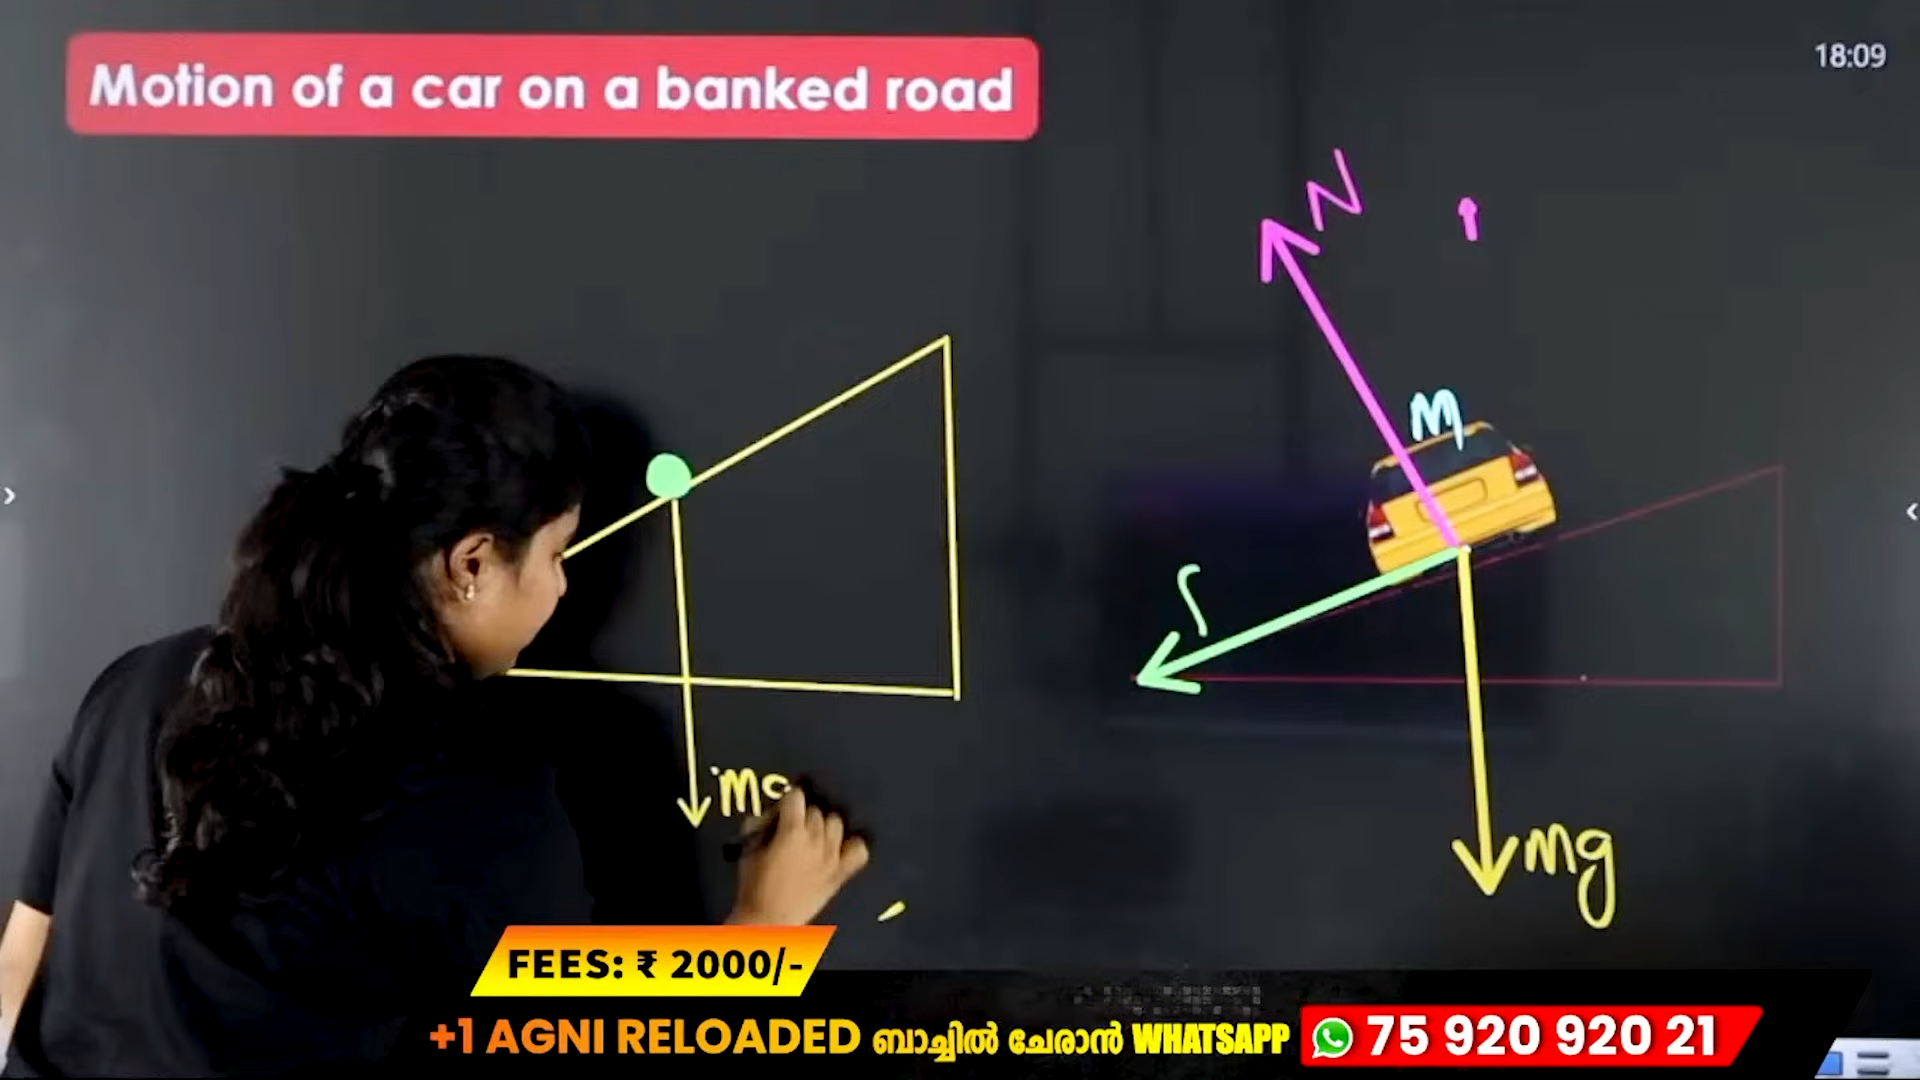 Motion of a car on a banked road
18:09
N
M
f
mg
mg
FEES: ₹ 2000/-
+1 AGNI RELOADED ബാച്ചിൽ ചേരാൻ WHATSAPP 75 920 920 21